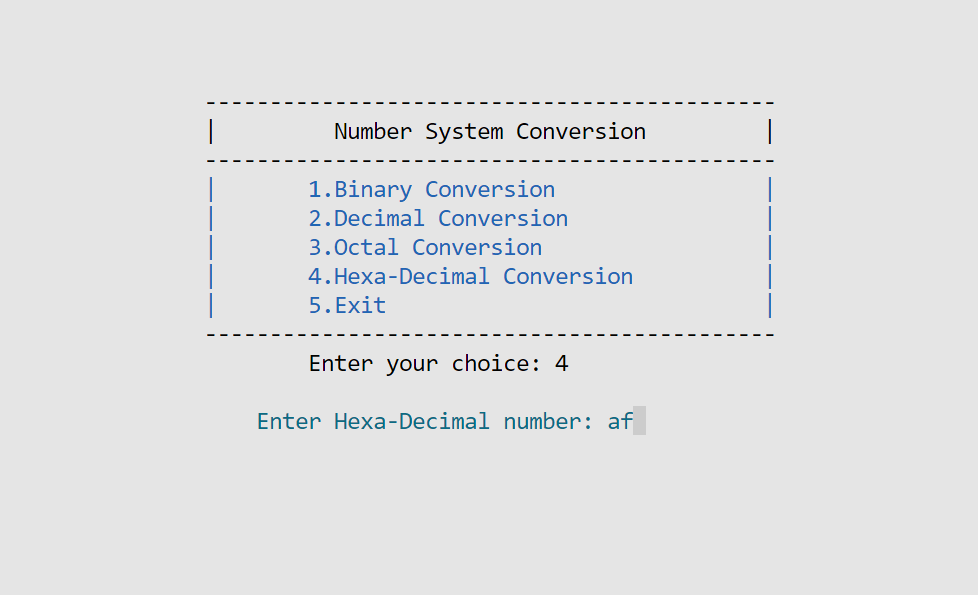 --------------------------------------------
|         Number System Conversion         |
--------------------------------------------
|       1.Binary Conversion                |
|       2.Decimal Conversion               |
|       3.Octal Conversion                 |
|       4.Hexa-Decimal Conversion          |
|       5.Exit                             |
--------------------------------------------
Enter your choice: 4
Enter Hexa-Decimal number: af